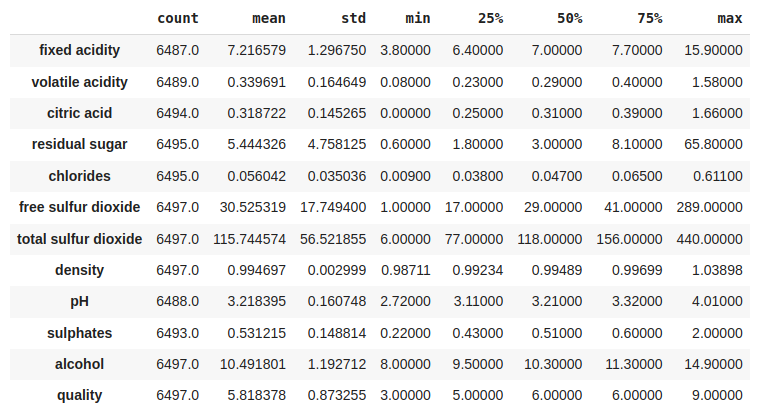 count mean std min 25% 50% 75% max
fixed acidity 6487.0 7.216579 1.296750 3.80000 6.40000 7.00000 7.70000 15.90000
volatile acidity 6489.0 0.339691 0.164649 0.08000 0.23000 0.29000 0.40000 1.58000
citric acid 6494.0 0.318722 0.145265 0.00000 0.25000 0.31000 0.39000 1.66000
residual sugar 6495.0 5.444326 4.758125 0.60000 1.80000 3.00000 8.10000 65.80000
chlorides 6495.0 0.056042 0.035036 0.00900 0.03800 0.04700 0.06500 0.61100
free sulfur dioxide 6497.0 30.525319 17.749400 1.00000 17.00000 29.00000 41.00000 289.00000
total sulfur dioxide 6497.0 115.744574 56.521855 6.00000 77.00000 118.00000 156.00000 440.00000
density 6497.0 0.994697 0.002999 0.98711 0.99234 0.99489 0.99699 1.03898
pH 6488.0 3.218395 0.160748 2.72000 3.11000 3.21000 3.32000 4.01000
sulphates 6493.0 0.531215 0.148814 0.22000 0.43000 0.51000 0.60000 2.00000
alcohol 6497.0 10.491801 1.192712 8.00000 9.50000 10.30000 11.30000 14.90000
quality 6497.0 5.818378 0.873255 3.00000 5.00000 6.00000 6.00000 9.00000